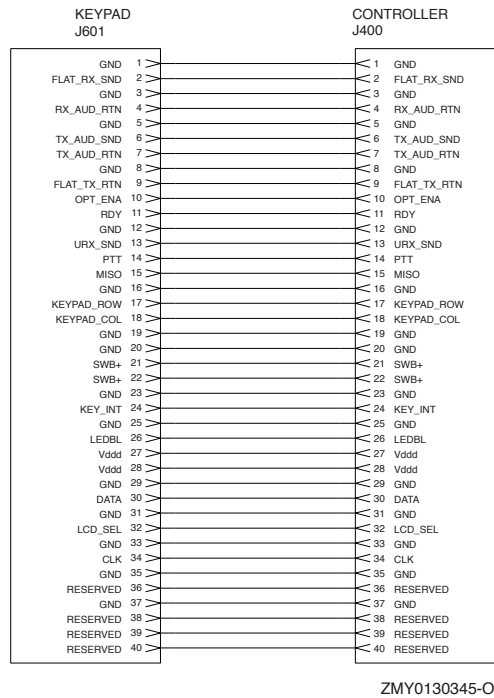 KEYPAD CONTROLLER
J601 J400
GND 1 1 GND
FLAT_RX_SND 2 2 FLAT_RX_SND
GND 3 3 GND
RX_AUD_RTN 4 4 RX_AUD_RTN
GND 5 5 GND
TX_AUD_SND 6 6 TX_AUD_SND
TX_AUD_RTN 7 7 TX_AUD_RTN
GND 8 8 GND
FLAT_TX_RTN 9 9 FLAT_TX_RTN
OPT_ENA 10 10 OPT_ENA
RDY 11 11 RDY
GND 12 12 GND
URX_SND 13 13 URX_SND
PTT 14 14 PTT
MISO 15 15 MISO
GND 16 16 GND
KEYPAD_ROW 17 17 KEYPAD_ROW
KEYPAD_COL 18 18 KEYPAD_COL
GND 19 19 GND
GND 20 20 GND
SWB+ 21 21 SWB+
SWB+ 22 22 SWB+
GND 23 23 GND
KEY_INT 24 24 KEY_INT
GND 25 25 GND
LEDBL 26 26 LEDBL
Vddd 27 27 Vddd
Vddd 28 28 Vddd
GND 29 29 GND
DATA 30 30 DATA
GND 31 31 GND
LCD_SEL 32 32 LCD_SEL
GND 33 33 GND
CLK 34 34 CLK
GND 35 35 GND
RESERVED 36 36 RESERVED
GND 37 37 GND
RESERVED 38 38 RESERVED
RESERVED 39 39 RESERVED
RESERVED 40 40 RESERVED
ZMY0130345-O